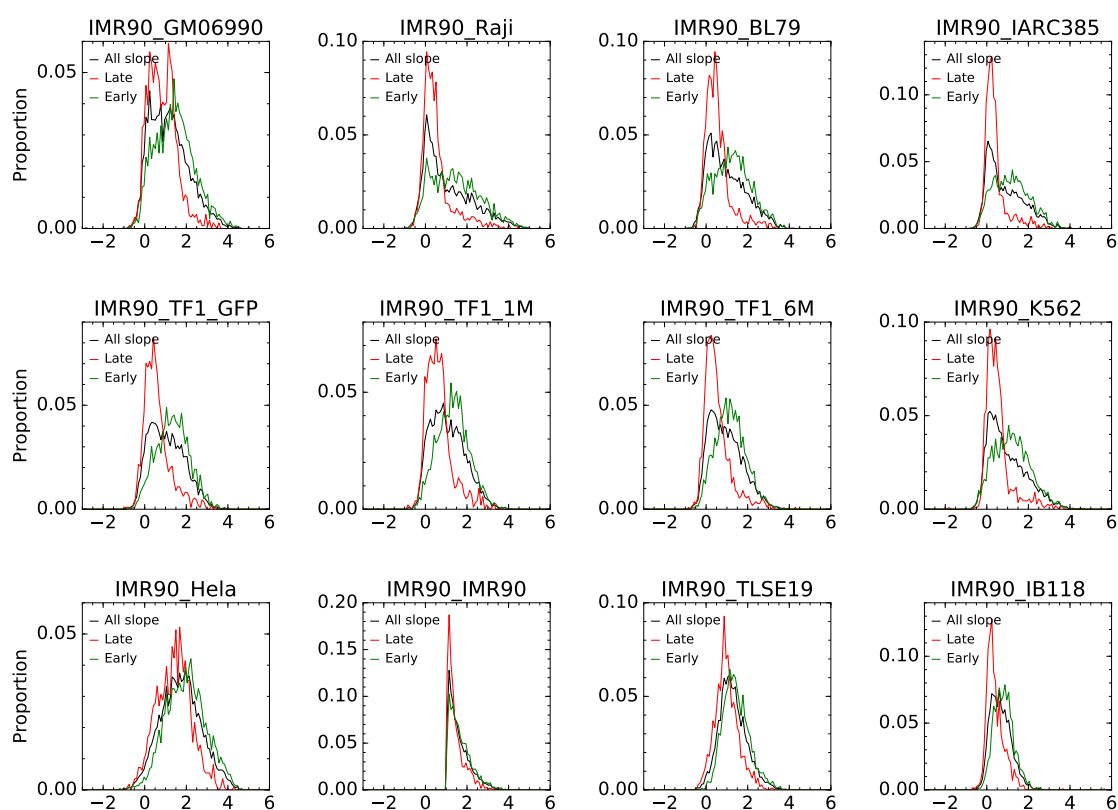 IMR90_GM06990 IMR90_Raji IMR90_BL79 IMR90_IARC385
Proportion
0.05
0.00
All slope
Late
Early
−2 0 2 4 6
0.10
0.05
0.00
All slope
Late
Early
−2 0 2 4 6
0.10
0.05
0.00
All slope
Late
Early
−2 0 2 4 6
0.10
0.05
0.00
All slope
Late
Early
−2 0 2 4 6
IMR90_TF1_GFP IMR90_TF1_1M IMR90_TF1_6M IMR90_K562
Proportion
0.05
0.00
All slope
Late
Early
−2 0 2 4 6
0.05
0.00
All slope
Late
Early
−2 0 2 4 6
0.05
0.00
All slope
Late
Early
−2 0 2 4 6
0.10
0.05
0.00
All slope
Late
Early
−2 0 2 4 6
IMR90_Hela IMR90_IMR90 IMR90_TLSE19 IMR90_IB118
Proportion
0.05
0.00
All slope
Late
Early
−2 0 2 4 6
0.20
0.15
0.10
0.05
0.00
All slope
Late
Early
−2 0 2 4 6
0.10
0.05
0.00
All slope
Late
Early
−2 0 2 4 6
0.10
0.05
0.00
All slope
Late
Early
−2 0 2 4 6